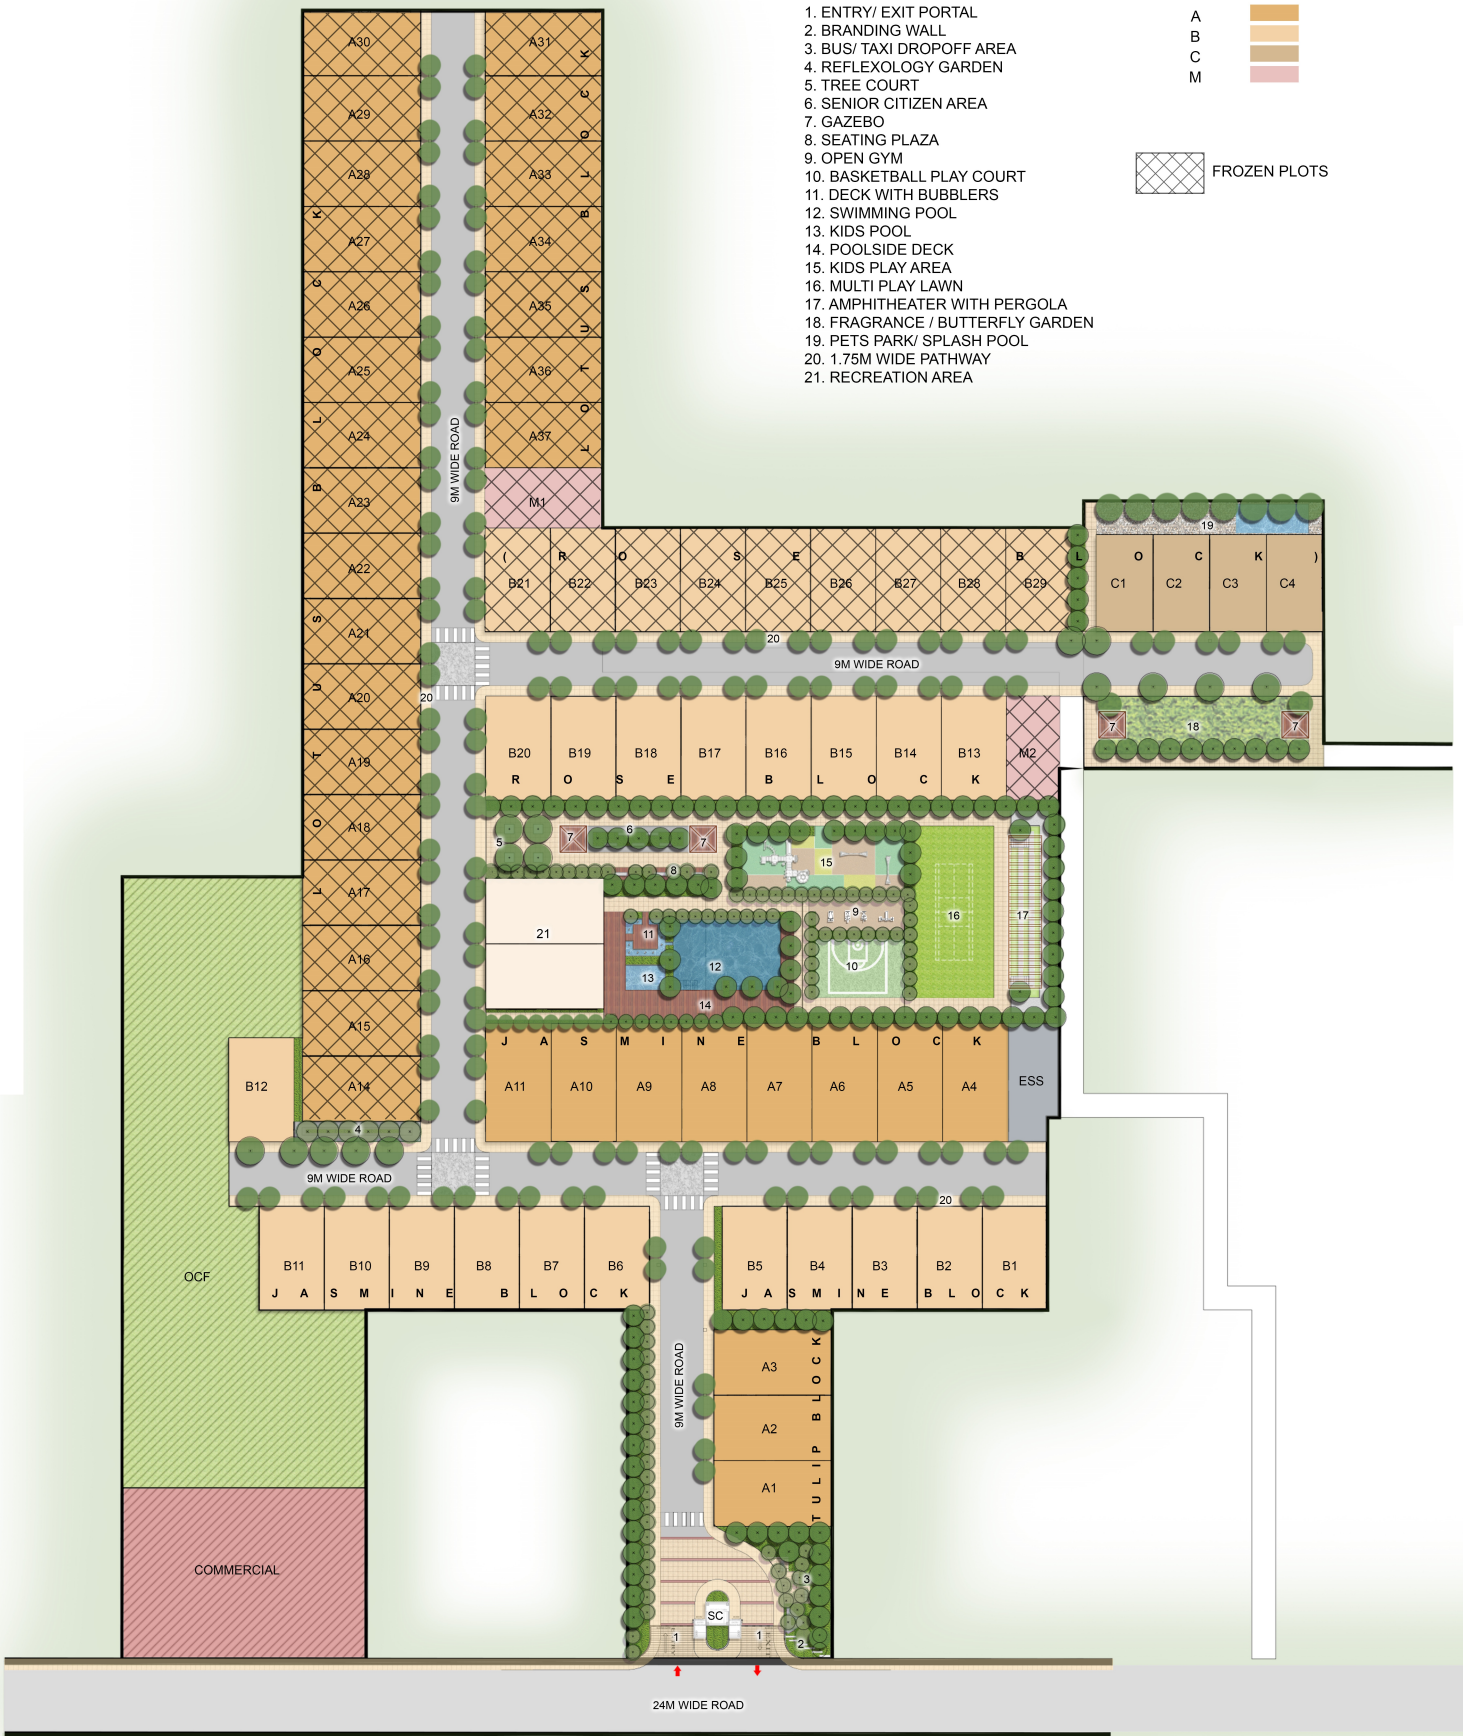 1. ENTRY/ EXIT PORTAL
2. BRANDING WALL
3. BUS/ TAXI DROPOFF AREA
4. REFLEXOLOGY GARDEN
5. TREE COURT
6. SENIOR CITIZEN AREA
7. GAZEBO
8. SEATING PLAZA
9. OPEN GYM
10. BASKETBALL PLAY COURT
11. DECK WITH BUBBLERS
12. SWIMMING POOL
13. KIDS POOL
14. POOLSIDE DECK
15. KIDS PLAY AREA
16. MULTI PLAY LAWN
17. AMPHITHEATER WITH PERGOLA
18. FRAGRANCE / BUTTERFLY GARDEN
19. PETS PARK/ SPLASH POOL
20. 1.75M WIDE PATHWAY
21. RECREATION AREA
A
B
C
M
FROZEN PLOTS
A30
A29
A28
A27
A26
A25
A24
A23
A22
A21
A20
A19
A18
A17
A16
A15
A14
LOTUS BLOCK
A31
A32
A33
A34
A35
A36
A37
LOTUS BLOCK
M1
9M WIDE ROAD
( ROSE BLOCK )
B21 B22 B23 B24 B25 B26 B27 B28 B29
C1 C2 C3 C4
19
20
9M WIDE ROAD
20
B20 B19 B18 B17 B16 B15 B14 B13 M2
ROSE BLOCK
7 18 7
5 7 6 7
8
15
9
16 17
21
11
12
13
10
14
JASMINE BLOCK
A11 A10 A9 A8 A7 A6 A5 A4 ESS
B12
4
9M WIDE ROAD
20
B11 B10 B9 B8 B7 B6
JASMINE BLOCK
B5 B4 B3 B2 B1
JASMINE BLOCK
OCF
9M WIDE ROAD
A3
A2
A1
TULIP BLOCK
COMMERCIAL
3
SC
1 1
2
ENTRY
EXIT
24M WIDE ROAD